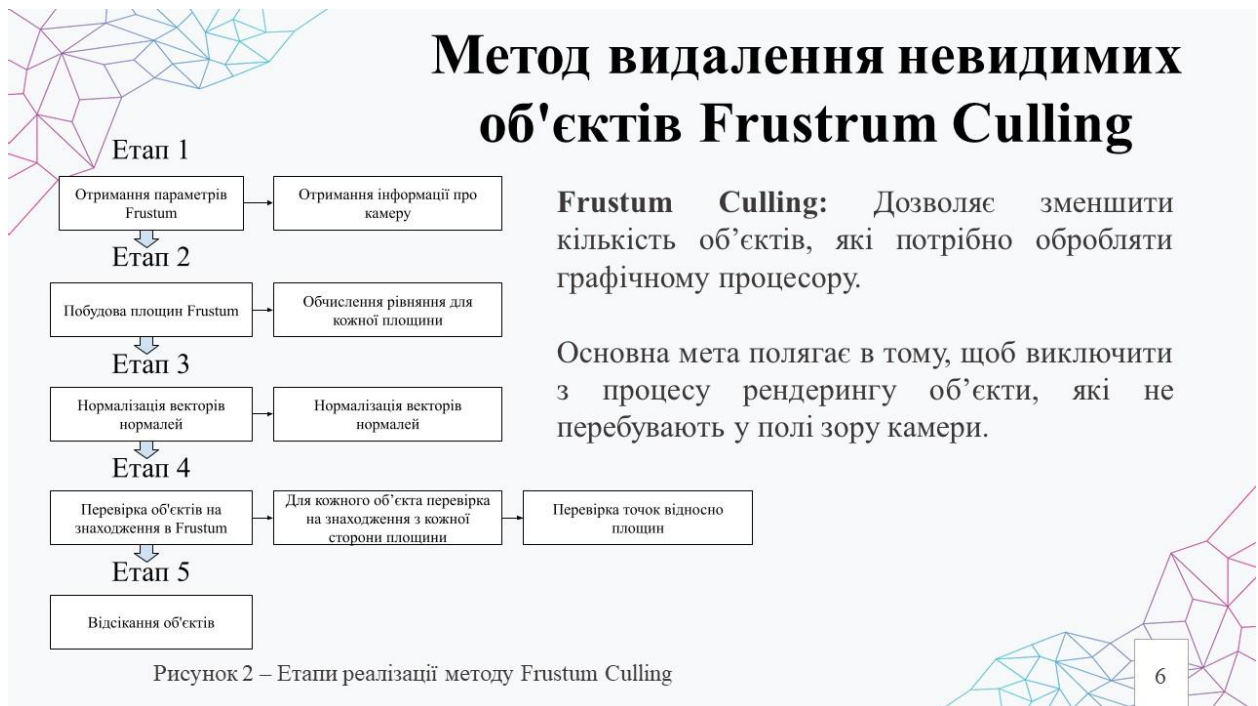 Метод видалення невидимих
об'єктів Frustrum Culling
Етап 1
Отримання параметрів
Frustum
Отримання інформації про
камеру
Етап 2
Побудова площин Frustum
Обчислення рівняння для
кожної площини
Етап 3
Нормалізація векторів
нормалей
Нормалізація векторів
нормалей
Етап 4
Перевірка об'єктів на
знаходження в Frustum
Для кожного об’єкта перевірка
на знаходження з кожної
сторони площини
Перевірка точок відносно
площин
Етап 5
Відсікання об'єктів
Рисунок 2 – Етапи реалізації методу Frustum Culling
Frustum Culling: Дозволяє зменшити
кількість об’єктів, які потрібно обробляти
графічному процесору.
Основна мета полягає в тому, щоб виключити
з процесу рендерингу об’єкти, які не
перебувають у полі зору камери.
6